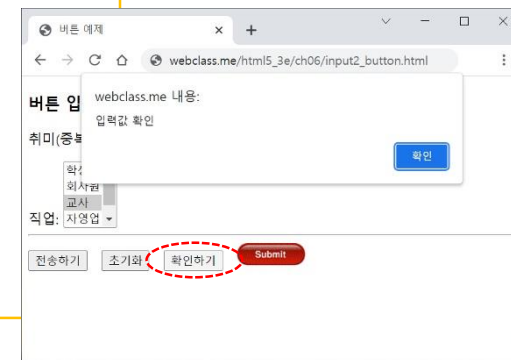 버튼 예제
webclass.me/html5_3e/ch06/input2_button.html
webclass.me 내용:
입력값 확인
확인
버튼 입
취미(중복
회사원
교사
직업: 자영업
전송하기 초기화 확인하기 Submit